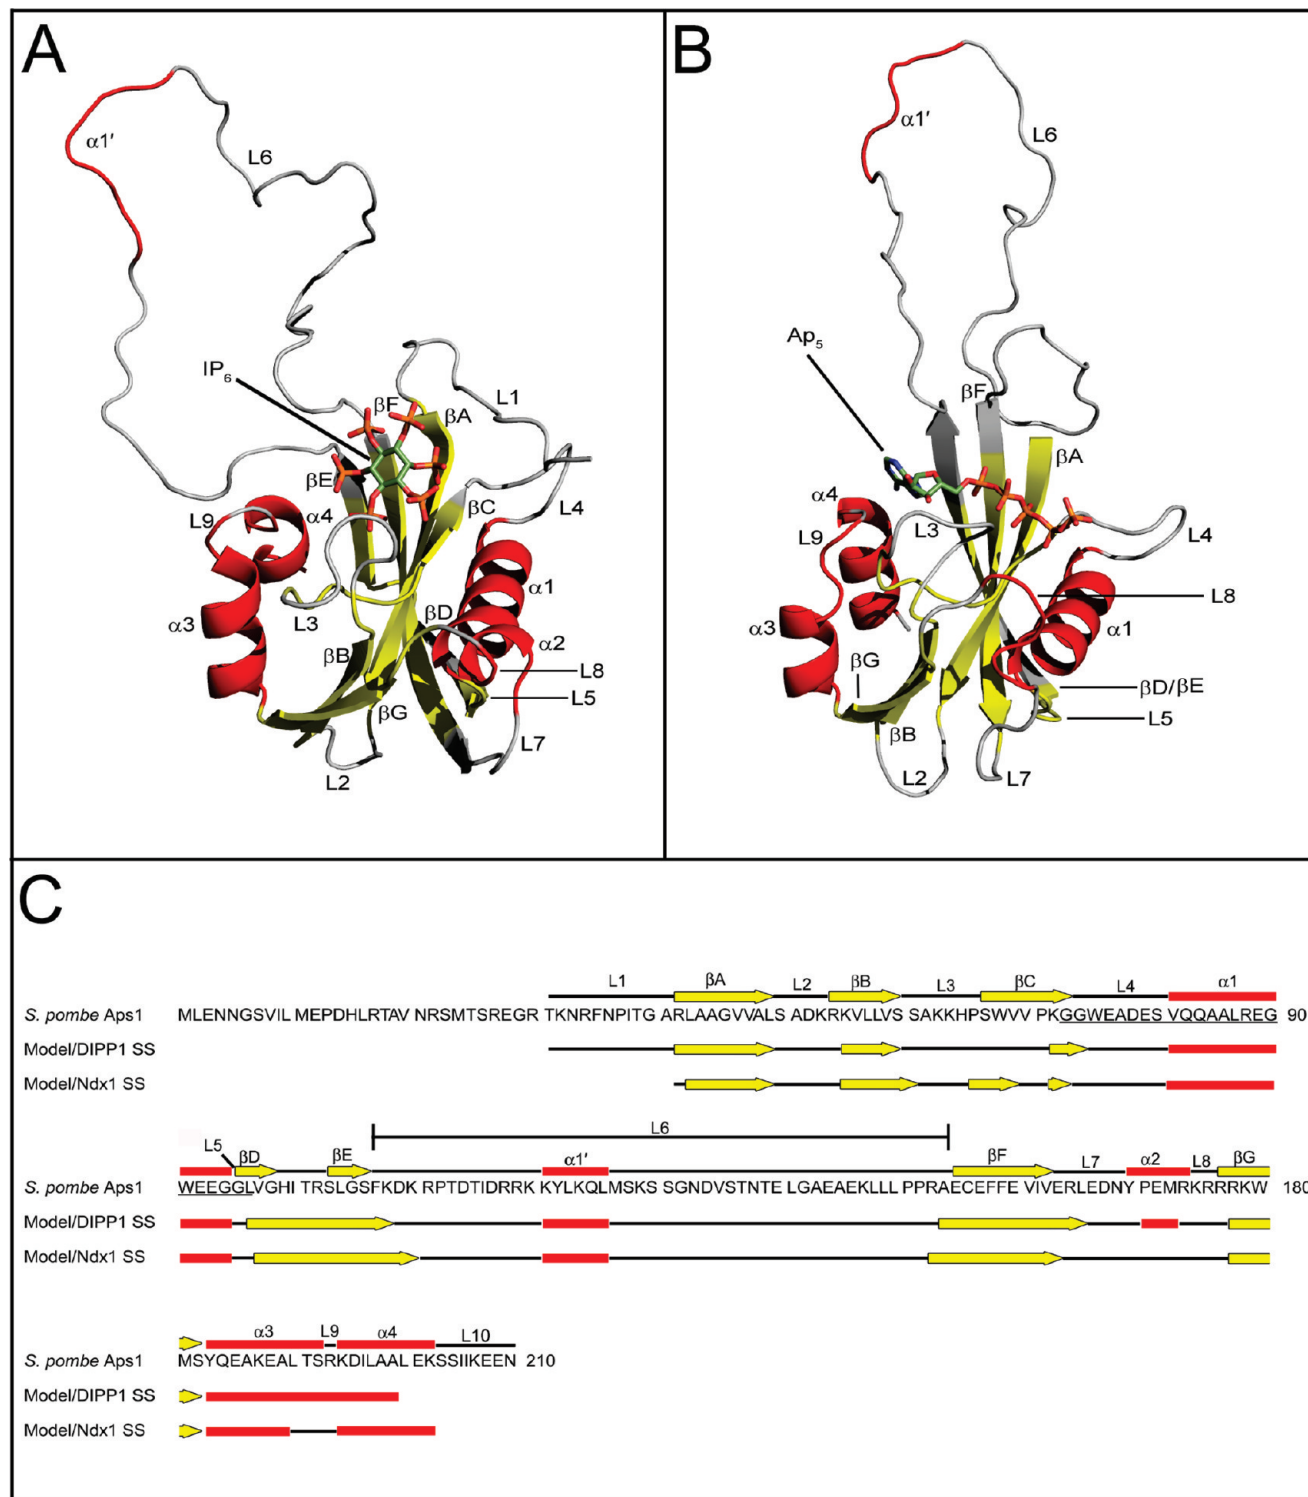 A
α1′
L6
IP6
L1
βF
βA
βE
L4
βC
L9
α4
α1
α3
L3
βD
α2
βB
L8
L5
βG
L7
L2
B
α1′
L6
Ap5
βF
βA
α4
L3
L4
L9
L8
α3
α1
βG
βD/βE
L5
βB
L2
L7
C
L1 βA L2 βB L3 βC L4 α1
S. pombe Aps1 MLENNGSVIL MEPDHLRTAV NRSMTSREGR TKNRFNPITG ARLAAGVVALS ADKRKVLLVS SAKKHPSWVV PKGGWEADES VQQAALREG 90
Model/DIPP1 SS
Model/Ndx1 SS
L6
L5 βD βE α1′ βF L7 α2 L8 βG
S. pombe Aps1 WEEGGLVGHI TRSLGSFKDK RPTDTIDRRK KYLKQLMSKS SGNDVSTNTE LGAEAEKLLL PPRAECEFFE VIVERLEDNY PEMRKRRRKW 180
Model/DIPP1 SS
Model/Ndx1 SS
α3 L9 α4 L10
S. pombe Aps1 MSYQEAKEAL TSRKDILAAL EKSSIIKEEN 210
Model/DIPP1 SS
Model/Ndx1 SS